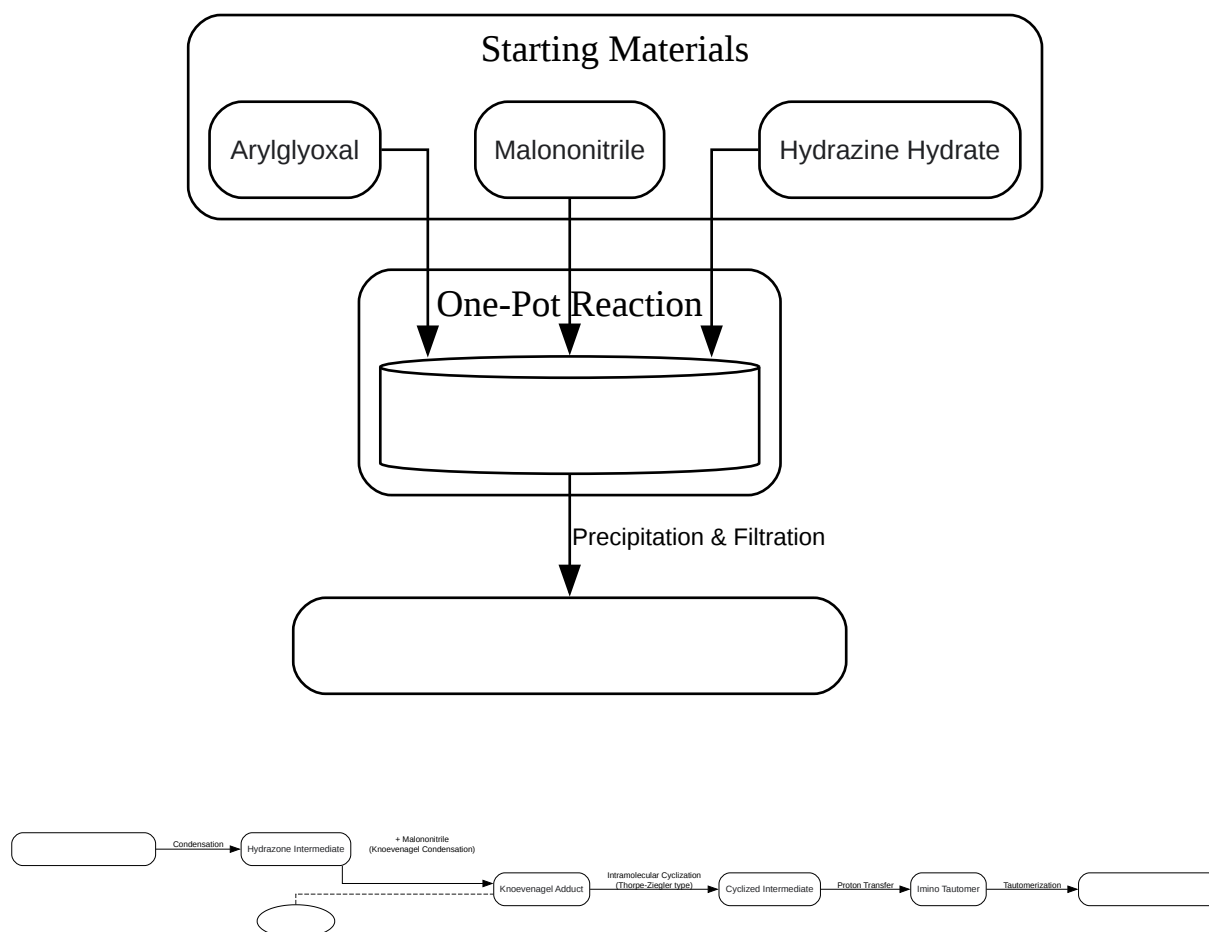 Starting Materials
Arylglyoxal
Malononitrile
Hydrazine Hydrate
One-Pot Reaction
Precipitation & Filtration
Condensation
Hydrazone Intermediate
+ Malononitrile
(Knoevenagel Condensation)
Knoevenagel Adduct
Intramolecular Cyclization
(Thorpe-Ziegler type)
Cyclized Intermediate
Proton Transfer
Imino Tautomer
Tautomerization